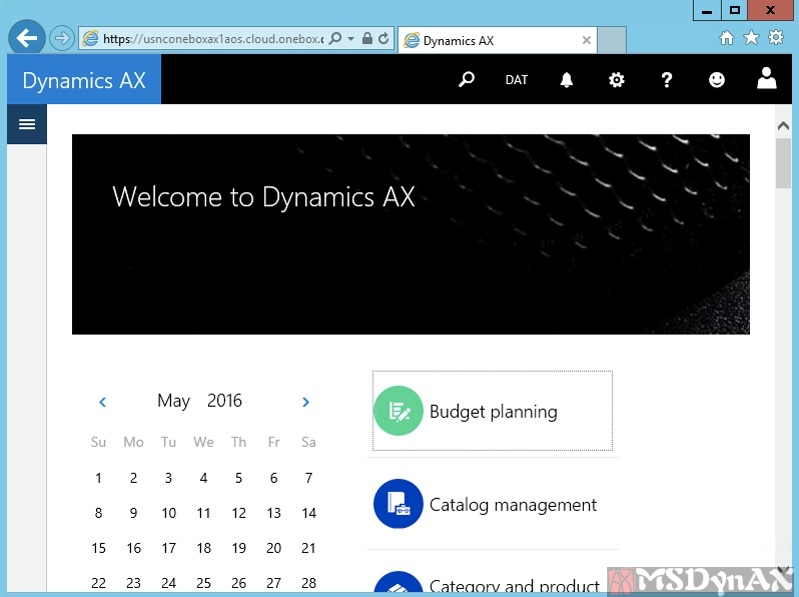 https://usnconeboxax1aos.cloud.onebox.c
Dynamics AX
Dynamics AX
DAT
?
Welcome to Dynamics AX
May 2016
Su Mo Tu We Th Fr Sa
1 2 3 4 5 6 7
8 9 10 11 12 13 14
15 16 17 18 19 20 21
22 23 24 25 26 27 28
Budget planning
Catalog management
Category and product
MSDynAX